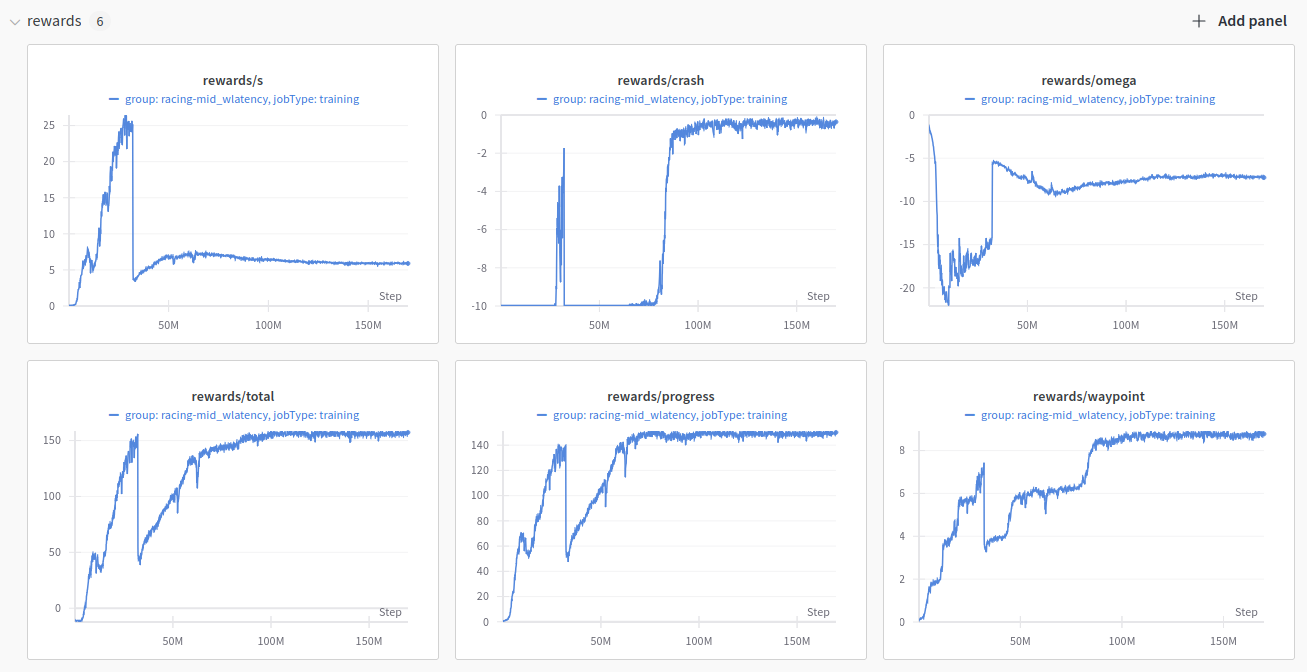 rewards 6
Add panel
rewards/s
group: racing-mid_wlatency, jobType: training
25
20
15
10
5
0
Step
50M 100M 150M
rewards/crash
group: racing-mid_wlatency, jobType: training
0
-2
-4
-6
-8
-10
Step
50M 100M 150M
rewards/omega
group: racing-mid_wlatency, jobType: training
0
-5
-10
-15
-20
Step
50M 100M 150M
rewards/total
group: racing-mid_wlatency, jobType: training
150
100
50
0
Step
50M 100M 150M
rewards/progress
group: racing-mid_wlatency, jobType: training
140
120
100
80
60
40
20
0
Step
50M 100M 150M
rewards/waypoint
group: racing-mid_wlatency, jobType: training
8
6
4
2
0
Step
50M 100M 150M